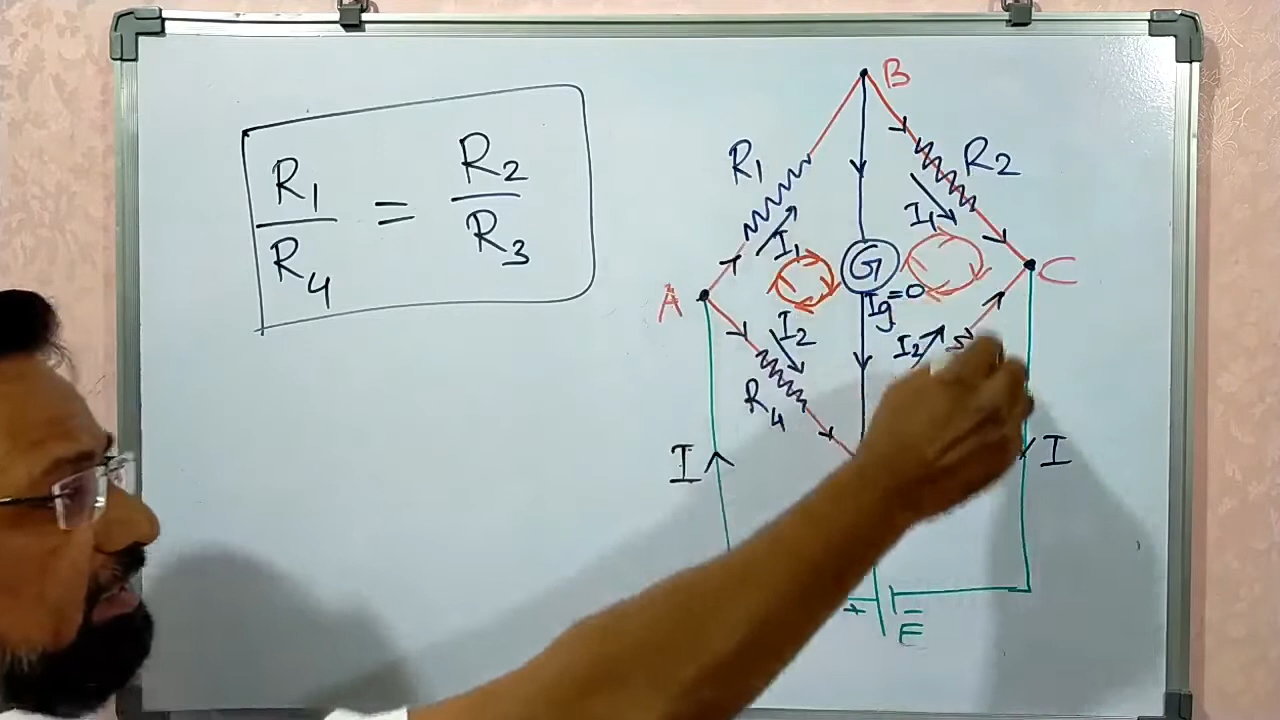 R1/R4 = R2/R3
B
R1
R2
I1
I1
A
G
C
Ig=0
I2
I2
R4
I
I
+ -
E